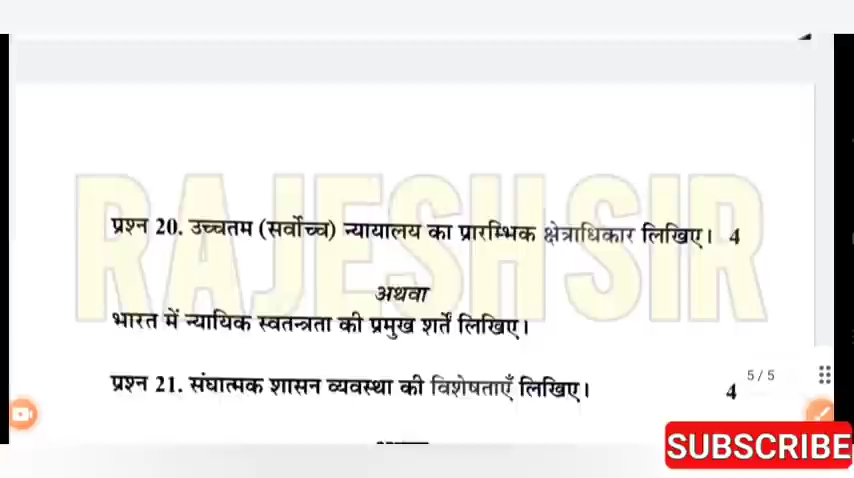 RAJESH SIR
प्रश्न 20. उच्चतम (सर्वोच्च) न्यायालय का प्रारम्भिक क्षेत्राधिकार लिखिए। 4
अथवा
भारत में न्यायिक स्वतन्त्रता की प्रमुख शर्तें लिखिए।
प्रश्न 21. संघात्मक शासन व्यवस्था की विशेषताएँ लिखिए। 4
5/5
SUBSCRIBE